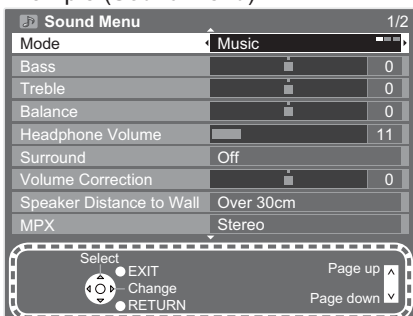 Sound Menu 1/2
Mode Music
Bass 0
Treble 0
Balance 0
Headphone Volume 11
Surround Off
Volume Correction 0
Speaker Distance to Wall Over 30cm
MPX Stereo
Select
EXIT
Change
RETURN
Page up
Page down